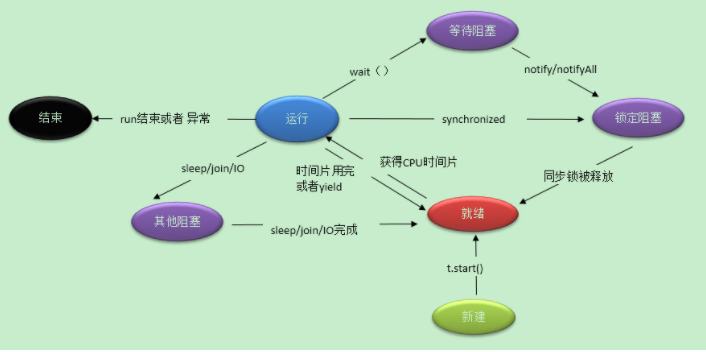 等待阻塞
wait（）
notify/notifyAll
结束
run结束或者 异常
运行
synchronized
锁定阻塞
sleep/join/IO
时间片用完
或者yield
获得CPU时间片
同步锁被释放
其他阻塞
sleep/join/IO完成
就绪
t.start()
新建